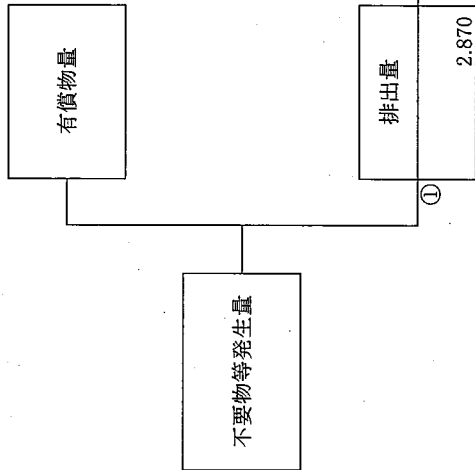 不要物等発生量
有償物量
①
排出量
2.870